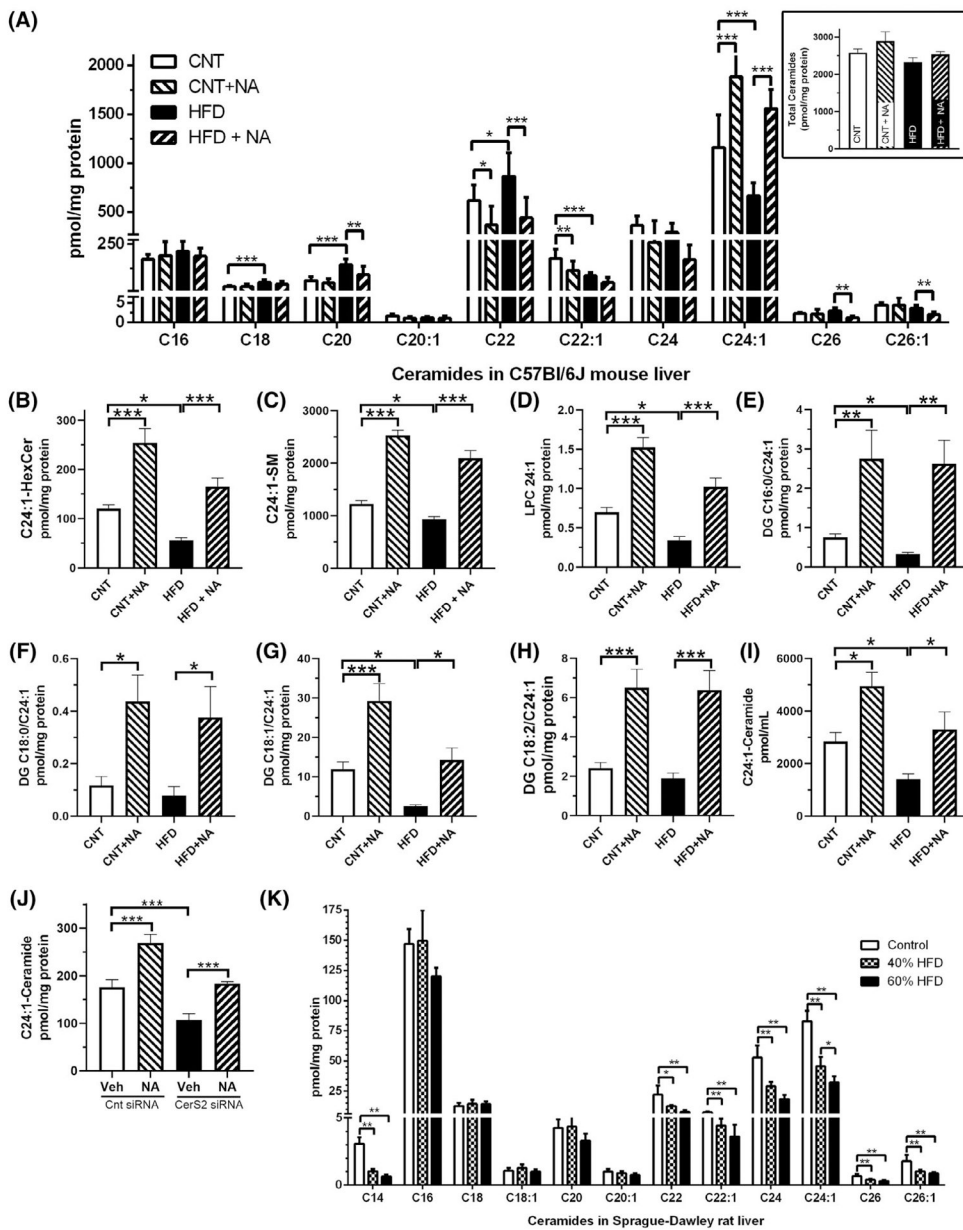 (A)
CNT
CNT+NA
HFD
HFD + NA
pmol/mg protein
2000
1500
1000
500
250
0
5
0
* *** * *** *** ** ** *** *** *** *** *** ** **
C16 C18 C20 C20:1 C22 C22:1 C24 C24:1 C26 C26:1
Ceramides in C57Bl/6J mouse liver
Total Ceramides
(pmol/mg protein)
4000
3000
2000
1000
0
CNT
CNT + NA
HFD
HFD + NA
(B)
C24:1-HexCer
pmol/mg protein
300
200
100
0
* *** ***
CNT CNT+NA HFD HFD + NA
(C)
C24:1-SM
pmol/mg protein
3000
2000
1000
0
* *** ***
CNT CNT+NA HFD HFD + NA
(D)
LPC 24:1
pmol/mg protein
2.0
1.5
1.0
0.5
0.0
* *** ***
CNT CNT+NA HFD HFD+NA
(E)
DG C16:0/C24:1
pmol/mg protein
4
3
2
1
0
* ** **
CNT CNT+NA HFD HFD+NA
(F)
DG C18:0/C24:1
pmol/mg protein
0.6
0.4
0.2
0.0
* *
CNT CNT+NA HFD HFD+NA
(G)
DG C18:1/C24:1
pmol/mg protein
40
30
20
10
0
* *** *
CNT CNT+NA HFD HFD+NA
(H)
DG C18:2/C24:1
pmol/mg protein
8
6
4
2
0
*** ***
CNT CNT+NA HFD HFD+NA
(I)
C24:1-Ceramide
pmol/mL
6000
4000
2000
0
* * *
CNT CNT+NA HFD HFD+NA
(J)
C24:1-Ceramide
pmol/mg protein
300
200
100
0
*** *** ***
Veh NA Veh NA
Cnt siRNA CerS2 siRNA
(K)
Control
40% HFD
60% HFD
pmol/mg protein
175
150
125
100
75
50
25
5
0
** ** ** * ** ** ** ** ** ** * ** ** ** **
C14 C16 C18 C18:1 C20 C20:1 C22 C22:1 C24 C24:1 C26 C26:1
Ceramides in Sprague-Dawley rat liver